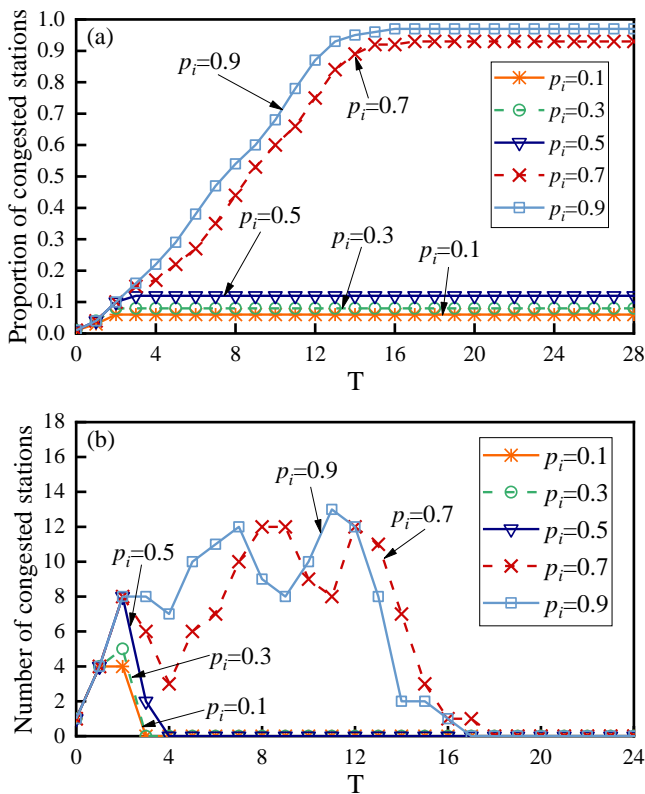 (a)
Proportion of congested stations
1.0
0.9
0.8
0.7
0.6
0.5
0.4
0.3
0.2
0.1
0.0
p_i=0.9
p_i=0.7
p_i=0.5
p_i=0.3
p_i=0.1
p_i=0.1
p_i=0.3
p_i=0.5
p_i=0.7
p_i=0.9
0 4 8 12 16 20 24 28
T
(b)
Number of congested stations
18
16
14
12
10
8
6
4
2
0
p_i=0.9
p_i=0.7
p_i=0.5
p_i=0.3
p_i=0.1
p_i=0.1
p_i=0.3
p_i=0.5
p_i=0.7
p_i=0.9
0 4 8 12 16 20 24
T